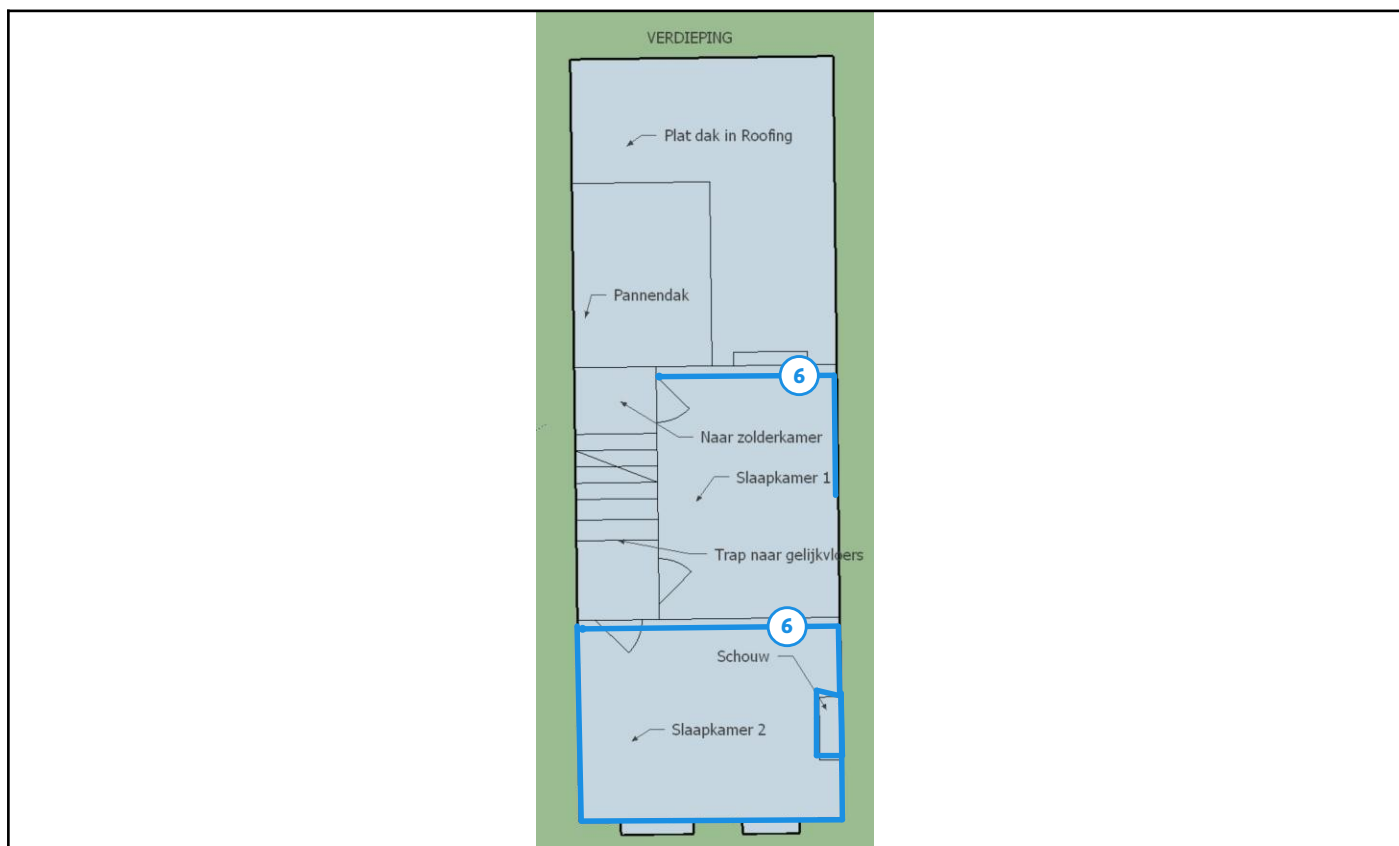 VERDIEPING
Plat dak in Roofing
Pannendak
6
Naar zolderkamer
Slaapkamer 1
Trap naar gelijkvloers
6
Schouw
Slaapkamer 2